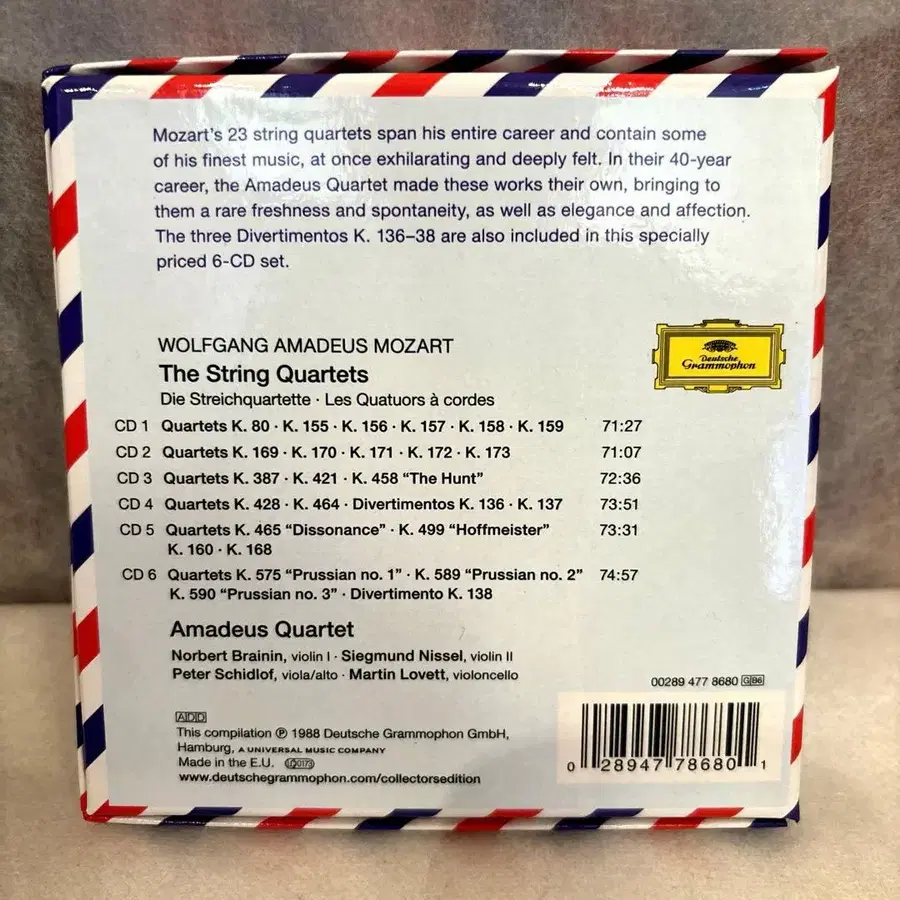 Mozart's 23 string quartets span his entire career and contain some
of his finest music, at once exhilarating and deeply felt. In their 40-year
career, the Amadeus Quartet made these works their own, bringing to
them a rare freshness and spontaneity, as well as elegance and affection.
The three Divertimentos K. 136–38 are also included in this specially
priced 6-CD set.
WOLFGANG AMADEUS MOZART
The String Quartets
Die Streichquartette · Les Quatuors à cordes
Deutsche
Grammophon
CD 1 Quartets K. 80 · K. 155 · K. 156 · K. 157 · K. 158 · K. 159 71:27
CD 2 Quartets K. 169 · K. 170 · K. 171 · K. 172 · K. 173 71:07
CD 3 Quartets K. 387 · K. 421 · K. 458 “The Hunt” 72:36
CD 4 Quartets K. 428 · K. 464 · Divertimentos K. 136 · K. 137 73:51
CD 5 Quartets K. 465 “Dissonance” · K. 499 “Hoffmeister” 73:31
K. 160 · K. 168
CD 6 Quartets K. 575 “Prussian no. 1” · K. 589 “Prussian no. 2” 74:57
K. 590 “Prussian no. 3” · Divertimento K. 138
Amadeus Quartet
Norbert Brainin, violin I · Siegmund Nissel, violin II
Peter Schidlof, viola/alto · Martin Lovett, violoncello
00289 477 8680 GB6
ADD
This compilation ℗ 1988 Deutsche Grammophon GmbH,
Hamburg, A UNIVERSAL MUSIC COMPANY
Made in the E.U. LC 0173
www.deutschegrammophon.com/collectorsedition
0 28947 78680 1